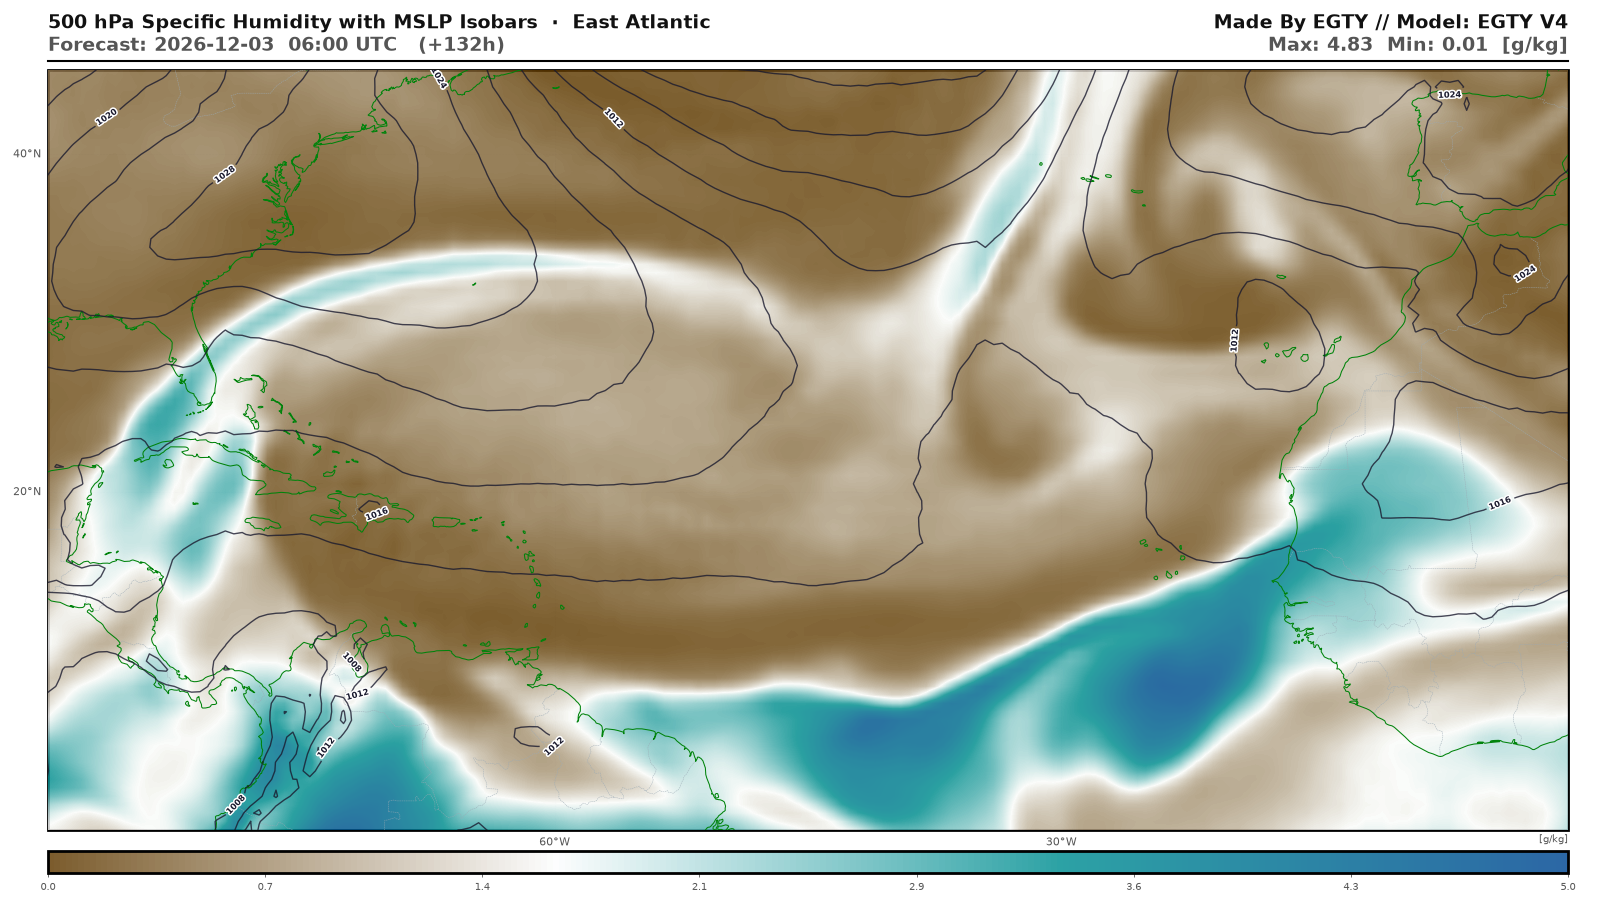 500 hPa Specific Humidity with MSLP Isobars · East Atlantic
Made By EGTY // Model: EGTY V4
Forecast: 2026-12-03 06:00 UTC (+132h)
Max: 4.83 Min: 0.01 [g/kg]
1020
1024
1012
1024
1028
40°N
1024
1012
20°N
1016
1016
1008
1012
1012
1012
1008
60°W
30°W
[g/kg]
0.0
0.7
1.4
2.1
2.9
3.6
4.3
5.0